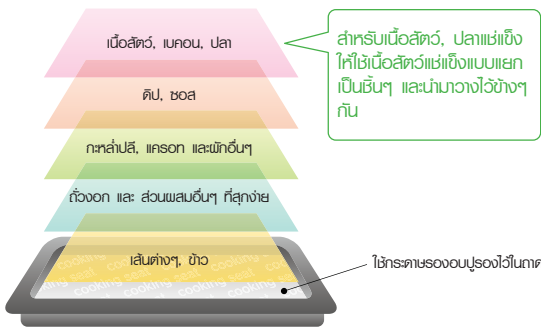 เนื้อสัตว์, เบคอน, ปลา
สำหรับเนื้อสัตว์, ปลาแช่แข็ง
ให้ใช้เนื้อสัตว์แช่แข็งแบบแยก
เป็นชิ้นๆ และนำมาวางไว้ข้างๆ
กัน
ดิป, ซอส
กะหล่ำปลี, แครอท และผักอื่นๆ
ถั่วงอก และ ส่วนผสมอื่นๆ ที่สุกง่าย
เส้นต่างๆ, ข้าว
ใช้กระดาษรองอบปูรองไว้ในถาด
cooking seat cooking seat cooking